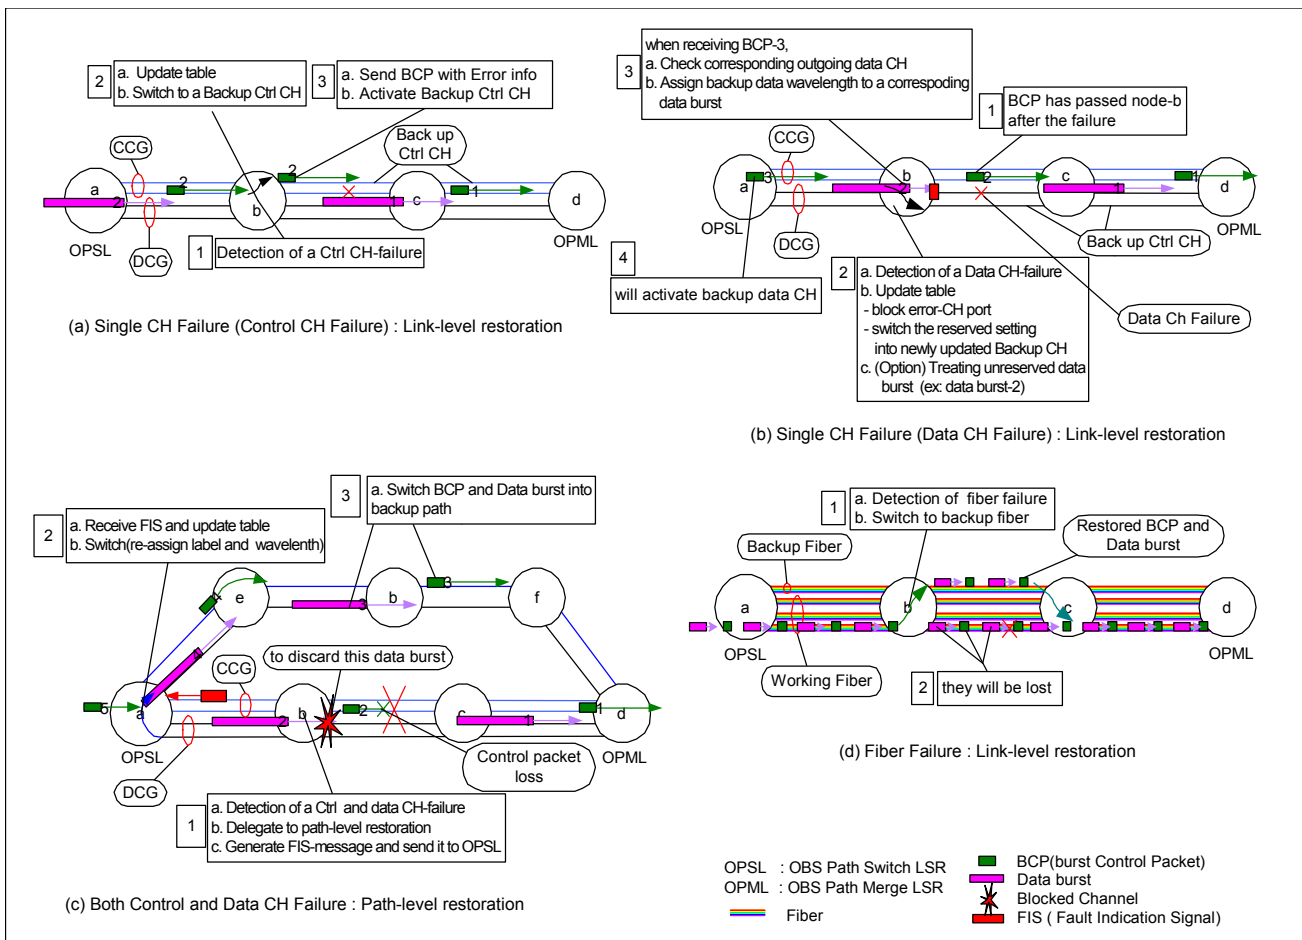 2
a. Update table
b. Switch to a Backup Ctrl CH
3
a. Send BCP with Error info
b. Activate Backup Ctrl CH
CCG
Back up
Ctrl CH
a
2
2
b
2
1
c
1
d
OPSL
DCG
OPML
1
Detection of a Ctrl CH-failure
(a) Single CH Failure (Control CH Failure) : Link-level restoration
3
when receiving BCP-3,
a. Check corresponding outgoing data CH
b. Assign backup data wavelength to a correspoding
data burst
1
BCP has passed node-b
after the failure
CCG
a
3
b
2
2
c
1
1
d
OPSL
DCG
Back up Ctrl CH
OPML
4
will activate backup data CH
2
a. Detection of a Data CH-failure
b. Update table
- block error-CH port
- switch the reserved setting
into newly updated Backup CH
c. (Option) Treating unreserved data
burst (ex: data burst-2)
Data Ch Failure
(b) Single CH Failure (Data CH Failure) : Link-level restoration
3
a. Switch BCP and Data burst into
backup path
2
a. Receive FIS and update table
b. Switch(re-assign label and wavelenth)
4
e
b
3
3
f
4
CCG
to discard this data burst
5
a
2
b
2
c
1
1
d
OPSL
DCG
Control packet
loss
OPML
1
a. Detection of a Ctrl and data CH-failure
b. Delegate to path-level restoration
c. Generate FIS-message and send it to OPSL
(c) Both Control and Data CH Failure : Path-level restoration
1
a. Detection of fiber failure
b. Switch to backup fiber
Backup Fiber
Restored BCP and
Data burst
a
b
c
d
OPSL
OPML
Working Fiber
2
they will be lost
(d) Fiber Failure : Link-level restoration
OPSL : OBS Path Switch LSR
OPML : OBS Path Merge LSR
Fiber
BCP(burst Control Packet)
Data burst
Blocked Channel
FIS ( Fault Indication Signal)